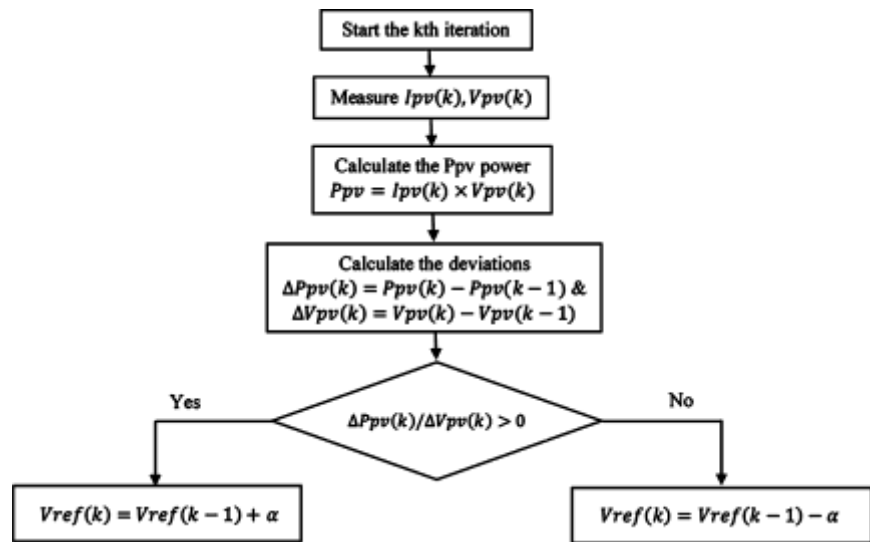 Start the kth iteration
Measure Ipv(k), Vpv(k)
Calculate the Ppv power
Ppv = Ipv(k) × Vpv(k)
Calculate the deviations
ΔPpv(k) = Ppv(k) − Ppv(k − 1) &
ΔVpv(k) = Vpv(k) − Vpv(k − 1)
Yes
ΔPpv(k)/ΔVpv(k) > 0
No
Vref(k) = Vref(k − 1) + α
Vref(k) = Vref(k − 1) − α